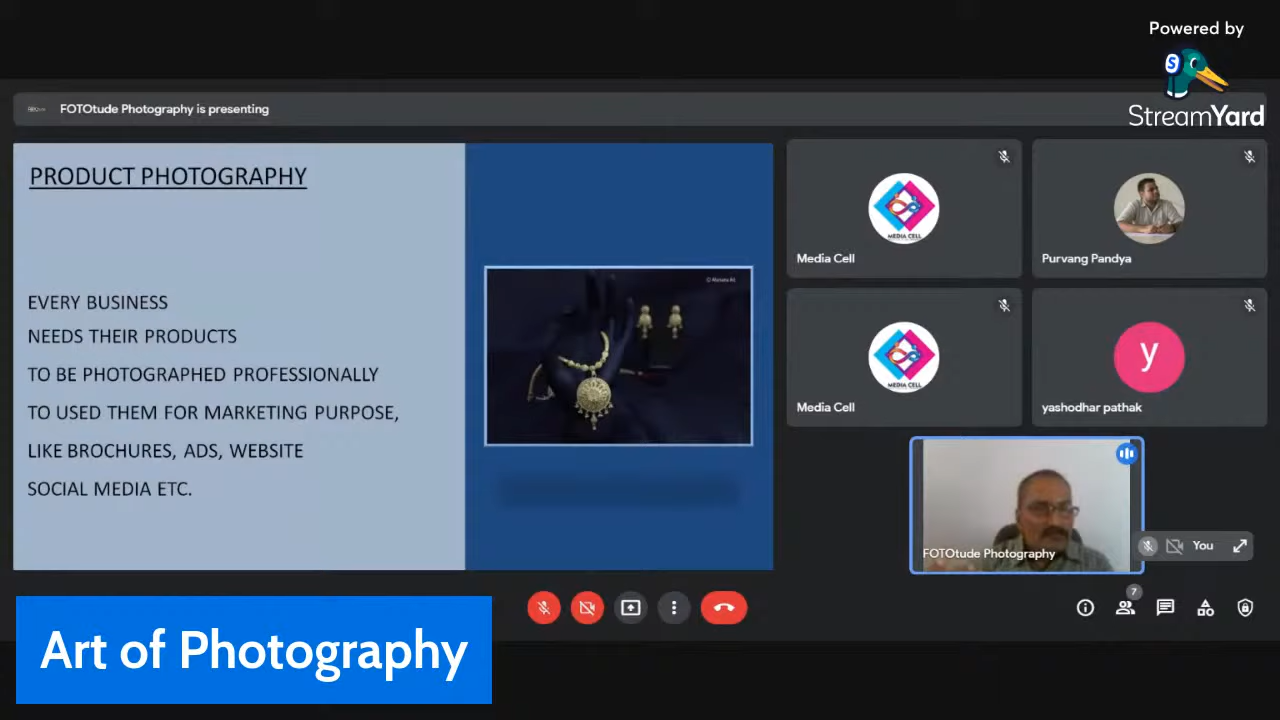 Powered by
StreamYard
FOTOtude Photography is presenting
PRODUCT PHOTOGRAPHY
EVERY BUSINESS
NEEDS THEIR PRODUCTS
TO BE PHOTOGRAPHED PROFESSIONALLY
TO USED THEM FOR MARKETING PURPOSE,
LIKE BROCHURES, ADS, WEBSITE
SOCIAL MEDIA ETC.
MEDIA CELL
Media Cell
Purvang Pandya
MEDIA CELL
Media Cell
y
yashodhar pathak
FOTOtude Photography
You
7
Art of Photography